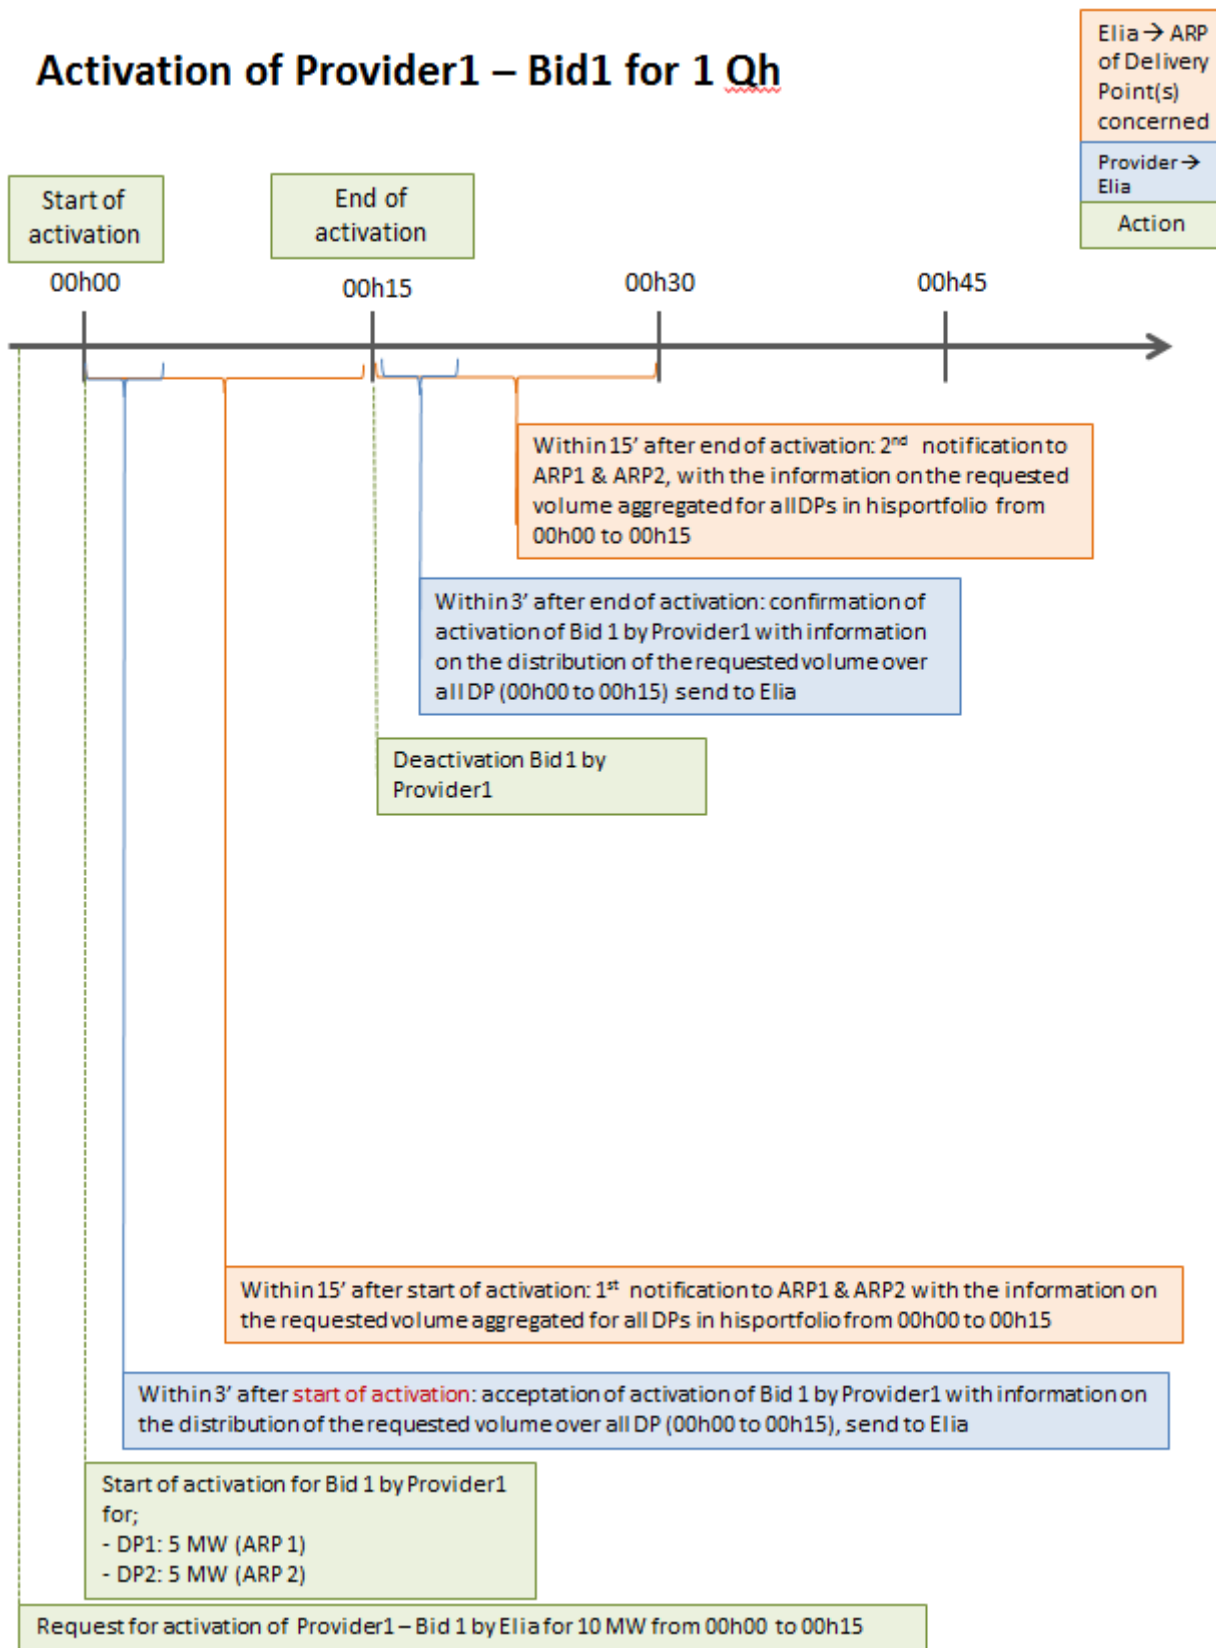 Activation of Provider1 – Bid1 for 1 Qh
Elia → ARP
of Delivery
Point(s)
concerned
Provider →
Elia
Action
Start of
activation
End of
activation
00h00
00h15
00h30
00h45
Within 15' after end of activation: 2nd notification to
ARP1 & ARP2, with the information on the requested
volume aggregated for all DPs in hisportfolio from
00h00 to 00h15
Within 3' after end of activation: confirmation of
activation of Bid 1 by Provider1 with information
on the distribution of the requested volume over
all DP (00h00 to 00h15) send to Elia
Deactivation Bid1 by
Provider1
Within 15' after start of activation: 1st notification to ARP1 & ARP2 with the information on
the requested volume aggregated for all DPs in hisportfolio from 00h00 to 00h15
Within 3' after start of activation: acceptation of activation of Bid 1 by Provider1 with information on
the distribution of the requested volume over all DP (00h00 to 00h15), send to Elia
Start of activation for Bid 1 by Provider1
for;
- DP1: 5 MW (ARP 1)
- DP2: 5 MW (ARP 2)
Request for activation of Provider1 – Bid 1 by Elia for 10 MW from 00h00 to 00h15